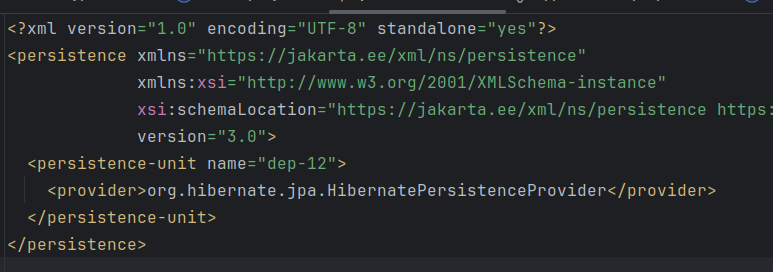 <?xml version="1.0" encoding="UTF-8" standalone="yes"?>
<persistence xmlns="https://jakarta.ee/xml/ns/persistence"
             xmlns:xsi="http://www.w3.org/2001/XMLSchema-instance"
             xsi:schemaLocation="https://jakarta.ee/xml/ns/persistence https:
             version="3.0">
  <persistence-unit name="dep-12">
    <provider>org.hibernate.jpa.HibernatePersistenceProvider</provider>
  </persistence-unit>
</persistence>